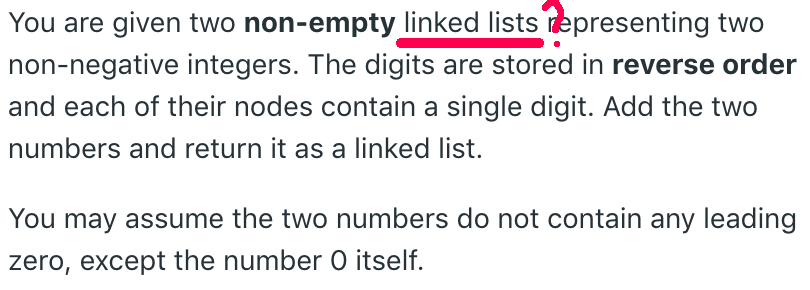 You are given two non-empty linked lists representing two
non-negative integers. The digits are stored in reverse order
and each of their nodes contain a single digit. Add the two
numbers and return it as a linked list.
You may assume the two numbers do not contain any leading
zero, except the number 0 itself.
?